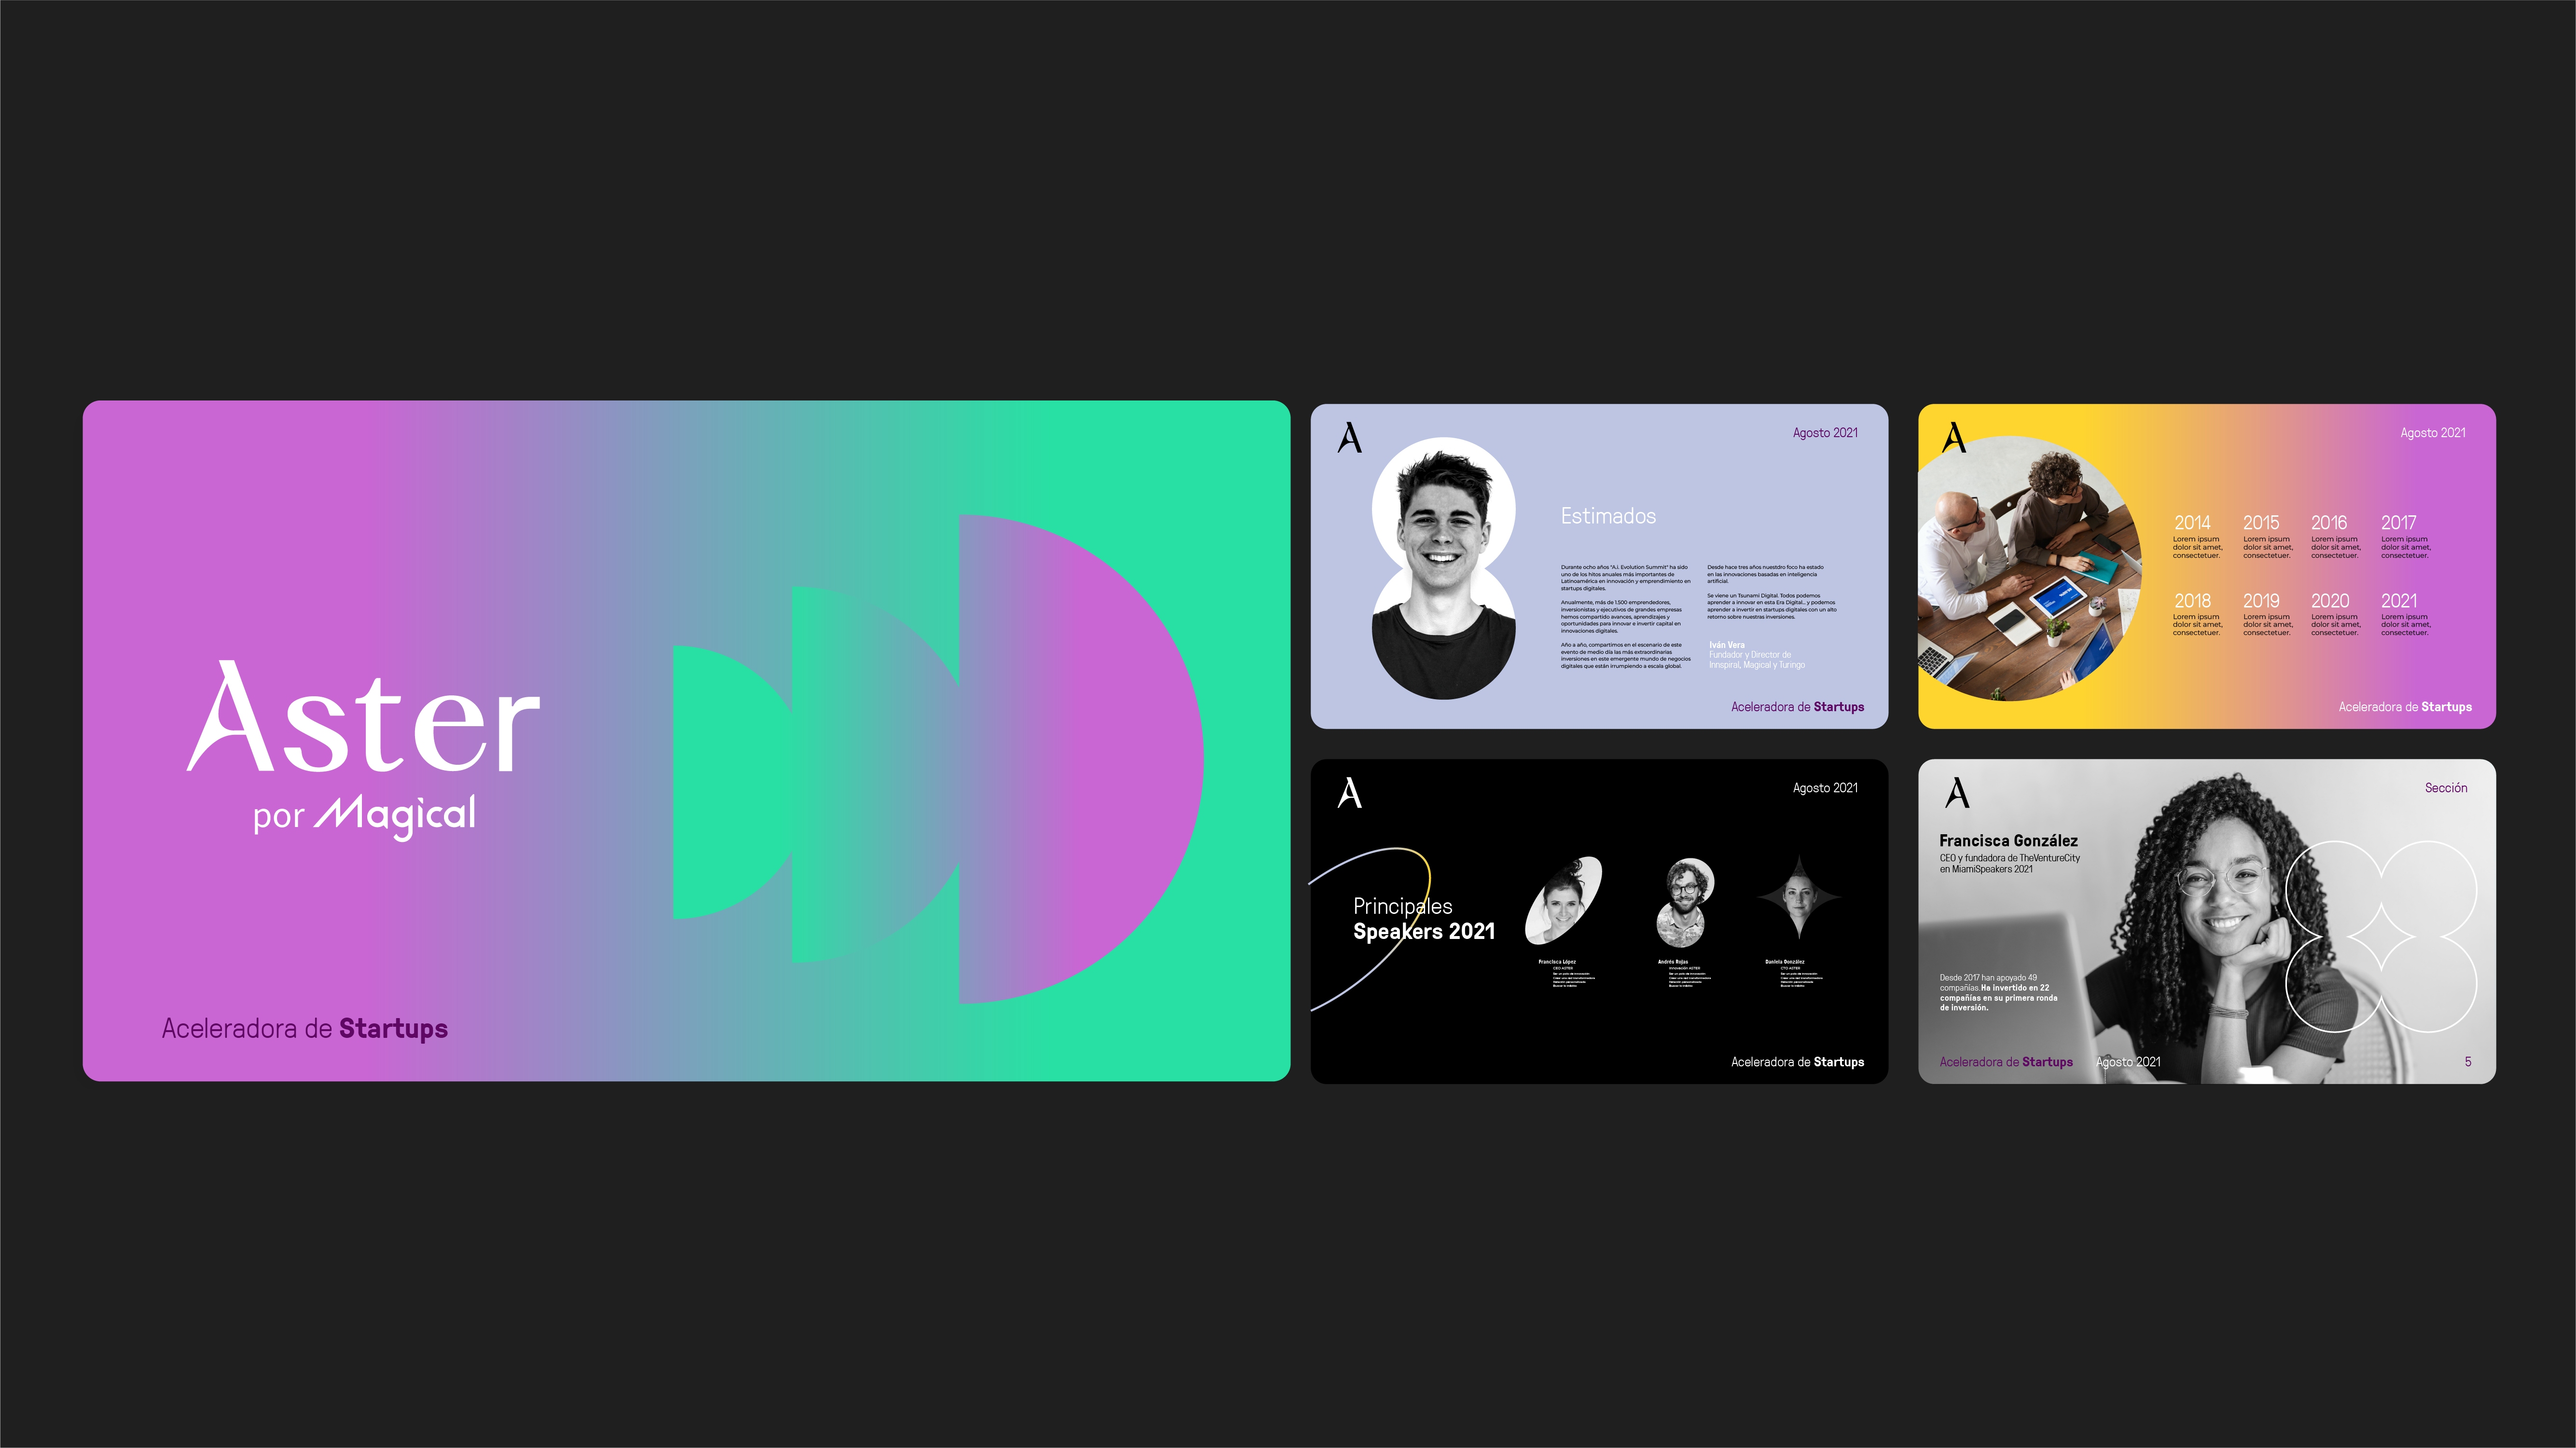 Aster
por Magical
Aceleradora de Startups
A
Agosto 2021
Estimados
Durante ocho años "A.I. Evolution Summit" ha sido
uno de los hitos anuales más importantes de
Latinoamérica en innovación y emprendimiento en
startups digitales.
Anualmente, más de 1.500 emprendedores,
inversionistas y ejecutivos de grandes empresas
hemos compartido avances, aprendizajes y
oportunidades para innovar e invertir capital en
innovaciones digitales.
Año a año, compartimos en el escenario de este
evento de medio día las más extraordinarias
inversiones en este emergente mundo de negocios
digitales que están irrumpiendo a escala global.
Desde hace tres años nuestdro foco ha estado
en las innovaciones basadas en inteligencia
artificial.
Se viene un Tsunami Digital. Todos podemos
aprender a innovar en esta Era Digital... y podemos
aprender a invertir en startups digitales con un alto
retorno sobre nuestras inversiones.
Iván Vera
Fundador y Director de
Innspiral, Magical y Turingo
Aceleradora de Startups
A
Agosto 2021
2014
Lorem ipsum
dolor sit amet,
consectetuer.
2015
Lorem ipsum
dolor sit amet,
consectetuer.
2016
Lorem ipsum
dolor sit amet,
consectetuer.
2017
Lorem ipsum
dolor sit amet,
consectetuer.
2018
Lorem ipsum
dolor sit amet,
consectetuer.
2019
Lorem ipsum
dolor sit amet,
consectetuer.
2020
Lorem ipsum
dolor sit amet,
consectetuer.
2021
Lorem ipsum
dolor sit amet,
consectetuer.
Aceleradora de Startups
A
Agosto 2021
Principales
Speakers 2021
Francisca López
CEO ASTER
Andrés Rojas
Innovación ASTER
Daniela González
CTO ASTER
Aceleradora de Startups
A
Sección
Francisca González
CEO y fundadora de TheVentureCity
en MiamiSpeakers 2021
Desde 2017 han apoyado 49
compañías.Ha invertido en 22
compañías en su primera ronda
de inversión.
Aceleradora de Startups
Agosto 2021
5